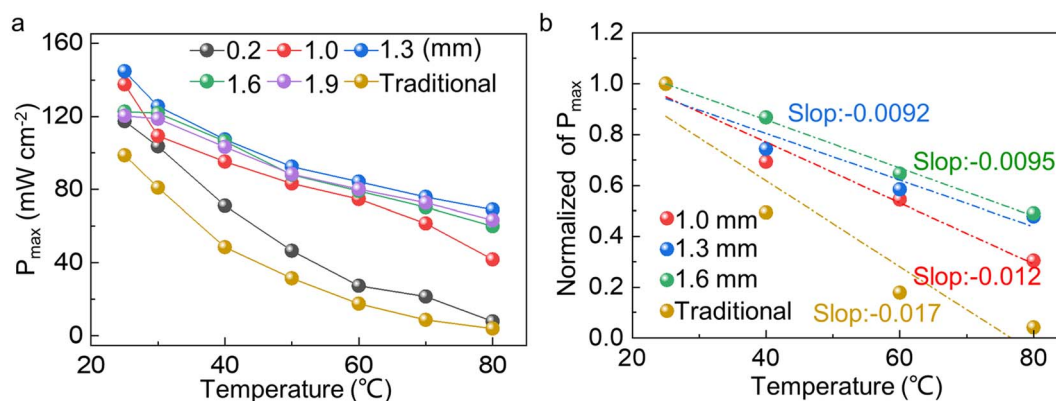 a
160
120
80
40
0
P_max (mW cm^-2)
0.2 1.0 1.3 (mm)
1.6 1.9 Traditional
20 30 40 50 60 70 80
Temperature (℃)
b
1.2
1.0
0.8
0.6
0.4
0.2
0.0
Normalized of P_max
Slop:-0.0092
Slop:-0.0095
1.0 mm
1.3 mm
1.6 mm
Slop:-0.012
Traditional
Slop:-0.017
20 40 60 80
Temperature (℃)